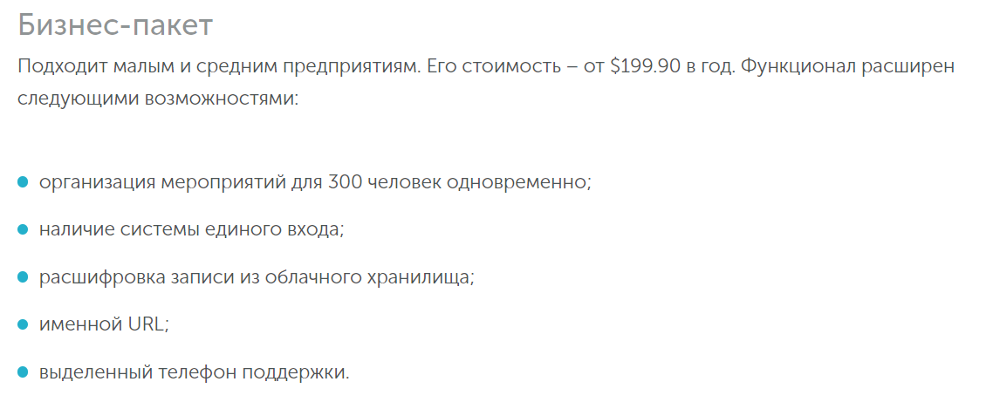 Бизнес-пакет
Подходит малым и средним предприятиям. Его стоимость – от $199.90 в год. Функционал расширен
следующими возможностями:
организация мероприятий для 300 человек одновременно;
наличие системы единого входа;
расшифровка записи из облачного хранилища;
именной URL;
выделенный телефон поддержки.